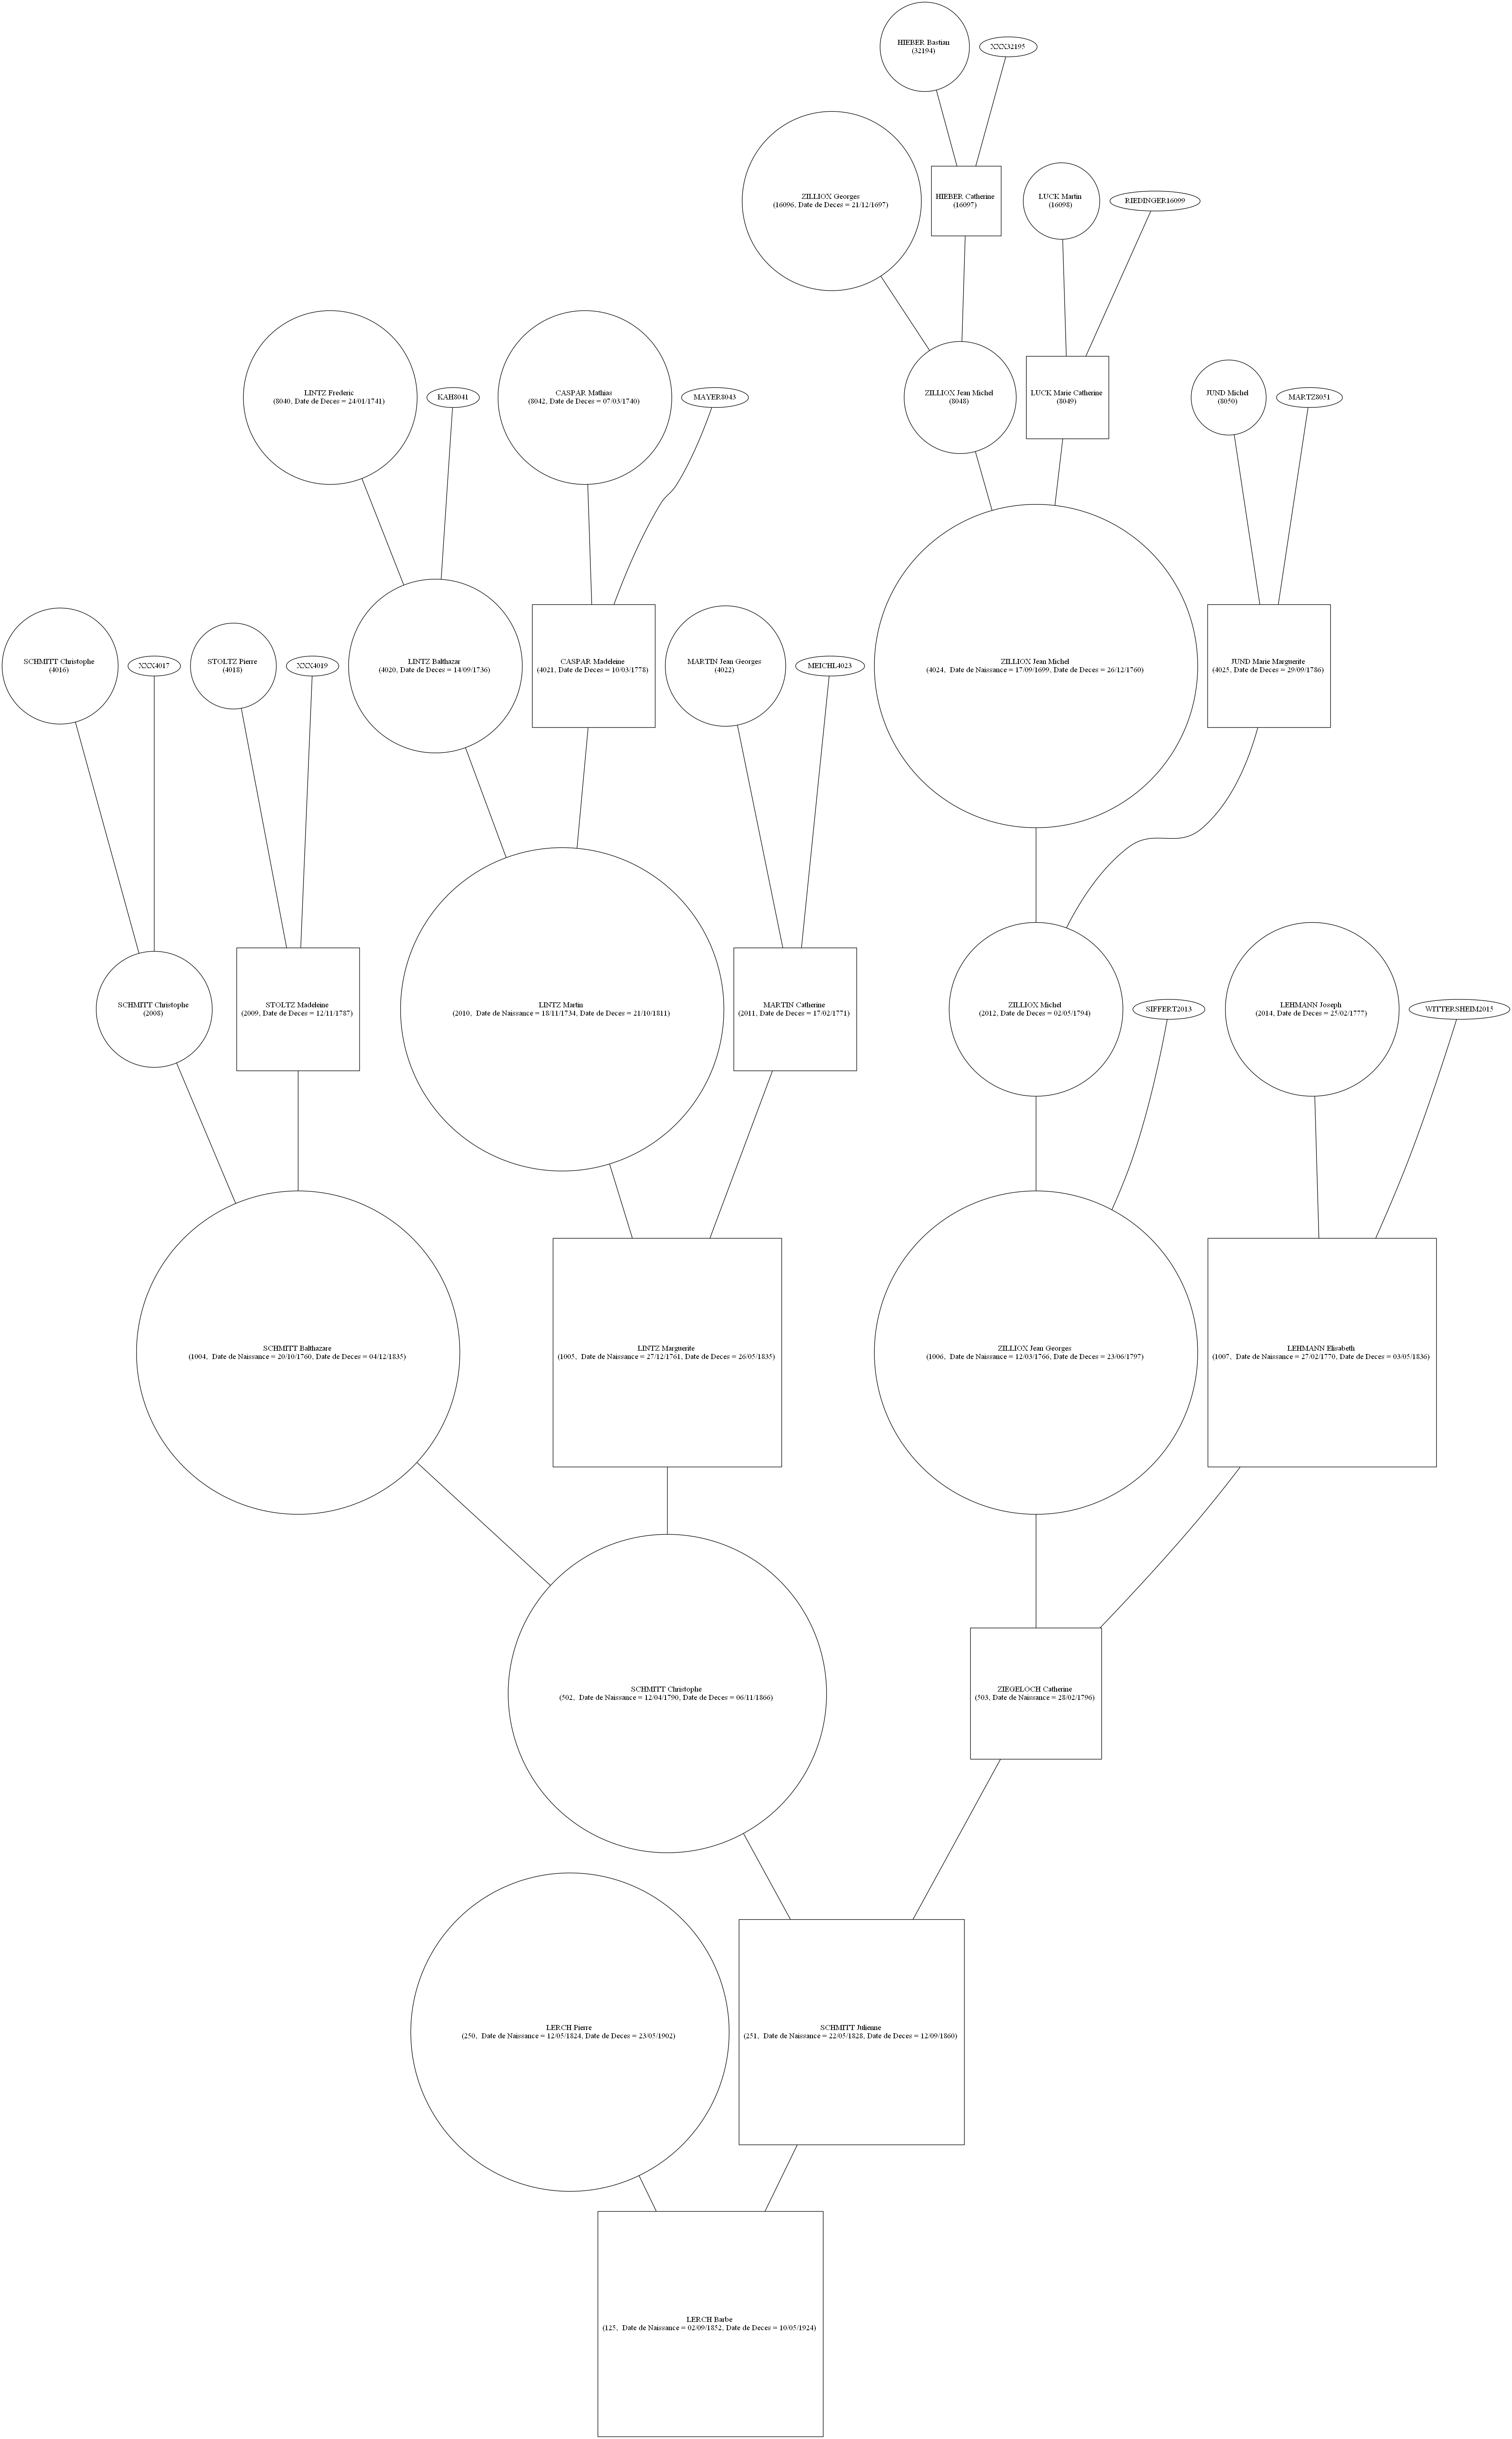 HIEBER Bastian
(32194)
XXX32195
ZILLIOX Georges
(16096, Date de Deces = 21/12/1697)
HIEBER Catherine
(16097)
LUCK Martin
(16098)
RIEDINGER16099
LINTZ Frederic
(8040, Date de Deces = 24/01/1741)
KAH8041
CASPAR Mathias
(8042, Date de Deces = 07/03/1740)
MAYER8043
ZILLIOX Jean Michel
(8048)
LUCK Marie Catherine
(8049)
JUND Michel
(8050)
MARTZ8051
SCHMITT Christophe
(4016)
XXX4017
STOLTZ Pierre
(4018)
XXX4019
LINTZ Balthazar
(4020, Date de Deces = 14/09/1736)
CASPAR Madeleine
(4021, Date de Deces = 10/03/1778)
MARTIN Jean Georges
(4022)
MEICHL4023
ZILLIOX Jean Michel
(4024,  Date de Naissance = 17/09/1699, Date de Deces = 26/12/1760)
JUND Marie Marguerite
(4025, Date de Deces = 29/09/1786)
SCHMITT Christophe
(2008)
STOLTZ Madeleine
(2009, Date de Deces = 12/11/1787)
LINTZ Martin
(2010,  Date de Naissance = 18/11/1734, Date de Deces = 21/10/1811)
MARTIN Catherine
(2011, Date de Deces = 17/02/1771)
ZILLIOX Michel
(2012, Date de Deces = 02/05/1794)
SIFFERT2013
LEHMANN Joseph
(2014, Date de Deces = 25/02/1777)
WITTERSHEIM2015
SCHMITT Balthazare
(1004,  Date de Naissance = 20/10/1760, Date de Deces = 04/12/1835)
LINTZ Marguerite
(1005,  Date de Naissance = 27/12/1761, Date de Deces = 26/05/1835)
ZILLIOX Jean Georges
(1006,  Date de Naissance = 12/03/1766, Date de Deces = 23/06/1797)
LEHMANN Elisabeth
(1007,  Date de Naissance = 27/02/1770, Date de Deces = 03/05/1836)
SCHMITT Christophe
(502,  Date de Naissance = 12/04/1790, Date de Deces = 06/11/1866)
ZIEGELOCH Catherine
(503, Date de Naissance = 28/02/1796)
LERCH Pierre
(250,  Date de Naissance = 12/05/1824, Date de Deces = 23/05/1902)
SCHMITT Julienne
(251,  Date de Naissance = 22/05/1828, Date de Deces = 12/09/1860)
LERCH Barbe
(125,  Date de Naissance = 02/09/1852, Date de Deces = 10/05/1924)